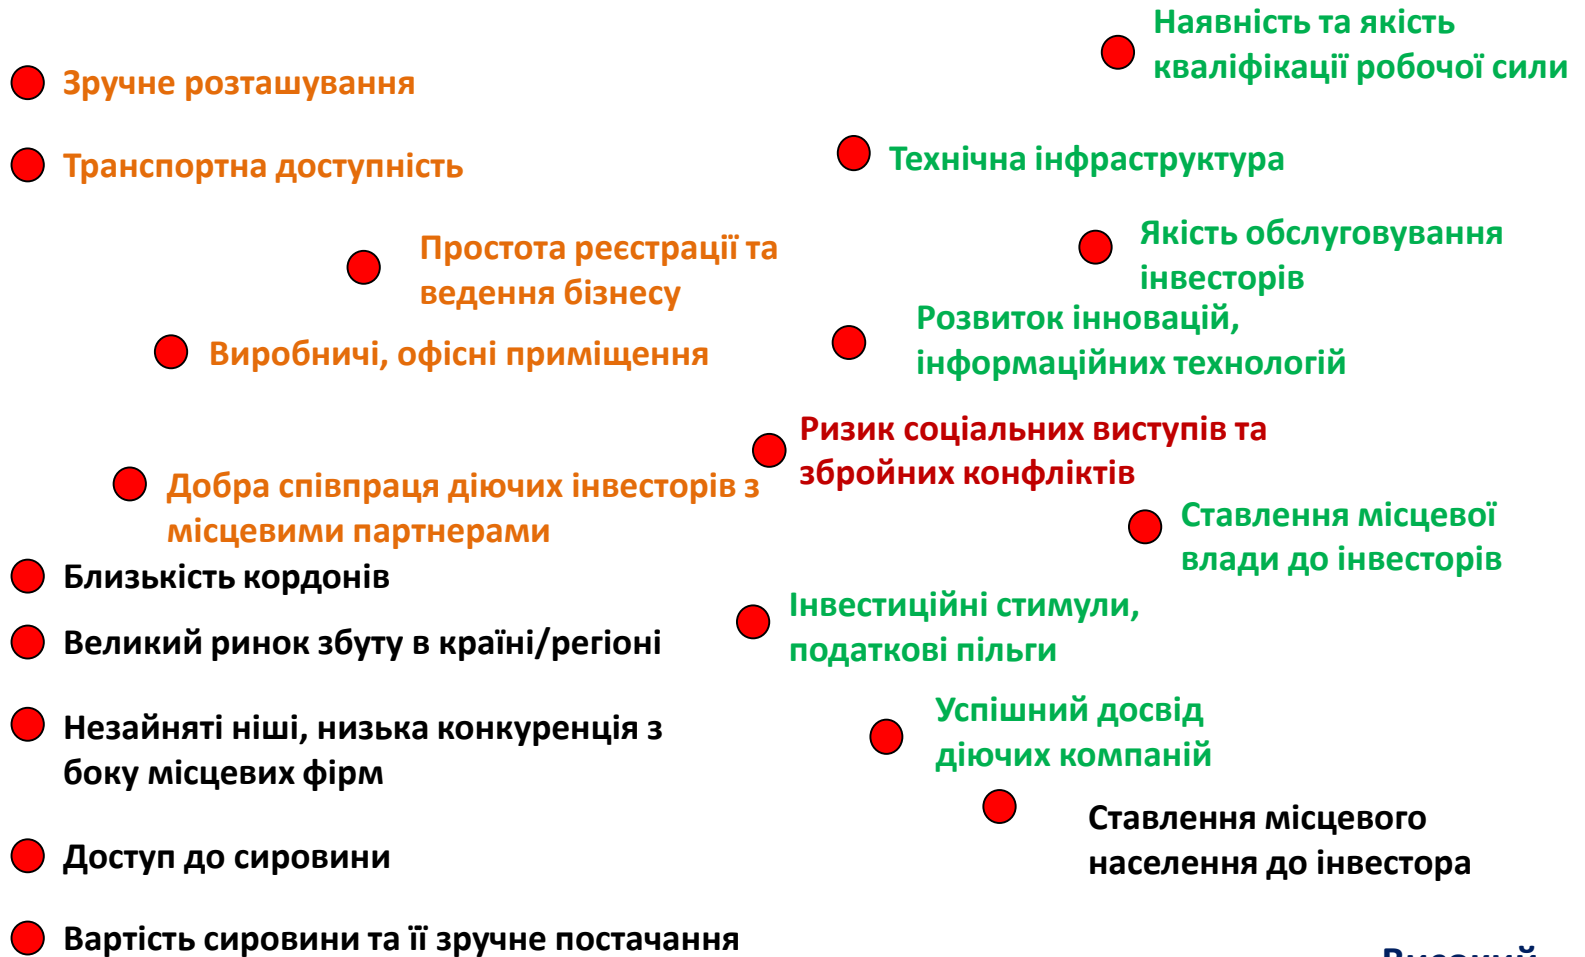 Наявність та якість
кваліфікації робочої сили
Зручне розташування
Транспортна доступність
Технічна інфраструктура
Простота реєстрації та
ведення бізнесу
Якість обслуговування
інвесторів
Виробничі, офісні приміщення
Розвиток інновацій,
інформаційних технологій
Ризик соціальних виступів та
збройних конфліктів
Добра співпраця діючих інвесторів з
місцевими партнерами
Ставлення місцевої
влади до інвесторів
Близькість кордонів
Інвестиційні стимули,
податкові пільги
Великий ринок збуту в країні/регіоні
Незайняті ніші, низька конкуренція з
боку місцевих фірм
Успішний досвід
діючих компаній
Ставлення місцевого
населення до інвестора
Доступ до сировини
Вартість сировини та її зручне постачання
Високий